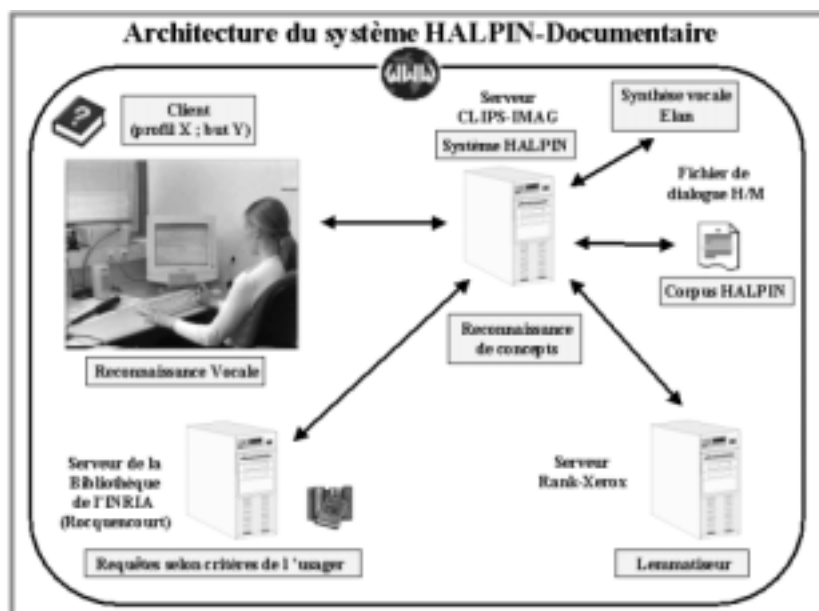 Architecture du système HALPIN-Documentaire
WWW
?
Client
(profil X ; but Y)
Serveur
CLIPS-IMAG
Système HALPIN
Synthèse vocale
Elan
Fichier de
dialogue H/M
Corpus HALPIN
Reconnaissance
de concepts
Reconnaissance Vocale
Serveur de la
Bibliothèque
de l'INRIA
(Rocquencourt)
Requêtes selon critères de l 'usager
Serveur
Rank-Xerox
Lemmatiseur